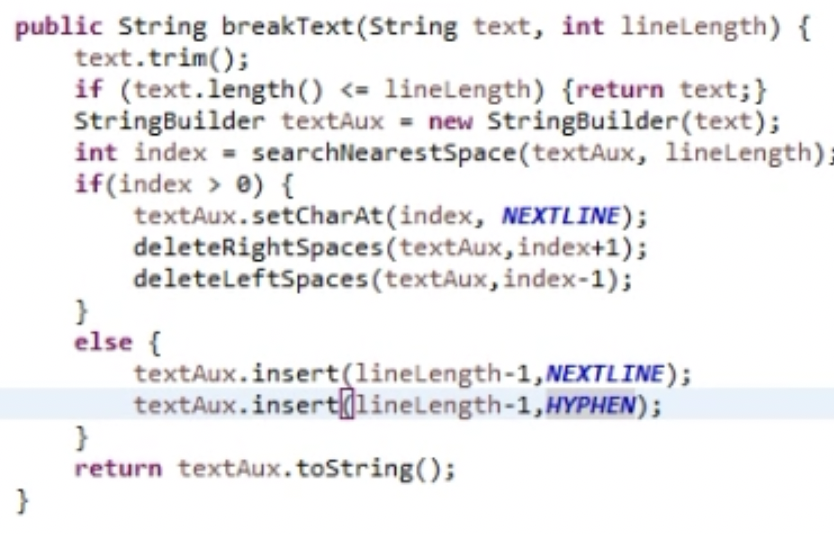 public String breakText(String text, int lineLength) {
    text.trim();
    if (text.length() <= lineLength) {return text;}
    StringBuilder textAux = new StringBuilder(text);
    int index = searchNearestSpace(textAux, lineLength);
    if(index > 0) {
        textAux.setCharAt(index, NEXTLINE);
        deleteRightSpaces(textAux,index+1);
        deleteLeftSpaces(textAux,index-1);
    }
    else {
        textAux.insert(lineLength-1,NEXTLINE);
        textAux.insert(lineLength-1,HYPHEN);
    }
    return textAux.toString();
}